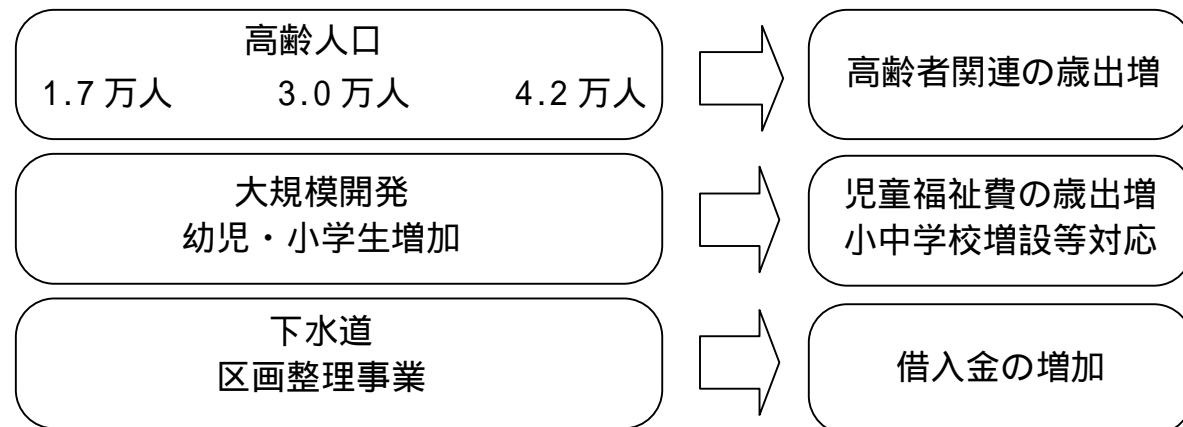 高齢人口
1.7万人 3.0万人 4.2万人
高齢者関連の歳出増
大規模開発
幼児・小学生増加
児童福祉費の歳出増
小中学校増設等対応
下水道
区画整理事業
借入金の増加